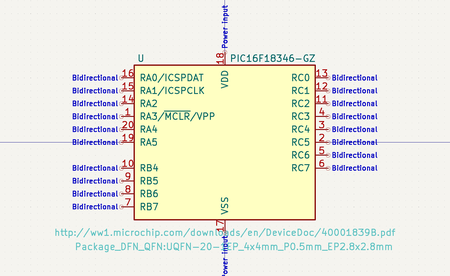 Power input
18
U
PIC16F18346-GZ
VDD
Bidirectional 16 RA0/ICSPDAT RC0 13 Bidirectional
Bidirectional 15 RA1/ICSPCLK RC1 12 Bidirectional
Bidirectional 14 RA2 RC2 11 Bidirectional
Bidirectional 1 RA3/MCLR/VPP RC3 4 Bidirectional
Bidirectional 20 RA4 RC4 3 Bidirectional
Bidirectional 19 RA5 RC5 2 Bidirectional
RC6 5 Bidirectional
Bidirectional 10 RB4 RC7 6 Bidirectional
Bidirectional 9 RB5
Bidirectional 8 RB6
Bidirectional 7 RB7
VSS
17
http://ww1.microchip.com/downloads/en/DeviceDoc/40001839B.pdf
Package_DFN_QFN:UQFN-20-1EP_4x4mm_P0.5mm_EP2.8x2.8mm
Power input